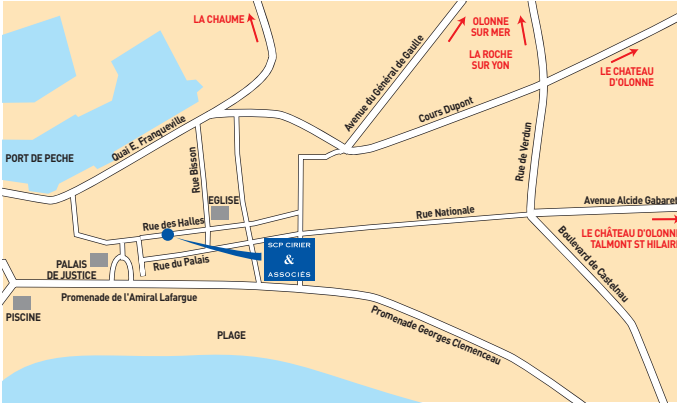 LA CHAUME
OLONNE
SUR MER
LA ROCHE
SUR YON
LE CHATEAU
D'OLONNE
Avenue du Général de Gaulle
Cours Dupont
Quai E. Franqueville
PORT DE PECHE
Rue Bisson
Rue de Verdun
EGLISE
Avenue Alcide Gabaret
Rue des Halles
Rue Nationale
LE CHÂTEAU D'OLONNE
TALMONT ST HILAIRE
SCP CIRIER
&
ASSOCIÉS
PALAIS
DE JUSTICE
Rue du Palais
Boulevard de Castelnau
Promenade de l'Amiral Lafargue
PISCINE
Promenade Georges Clemenceau
PLAGE